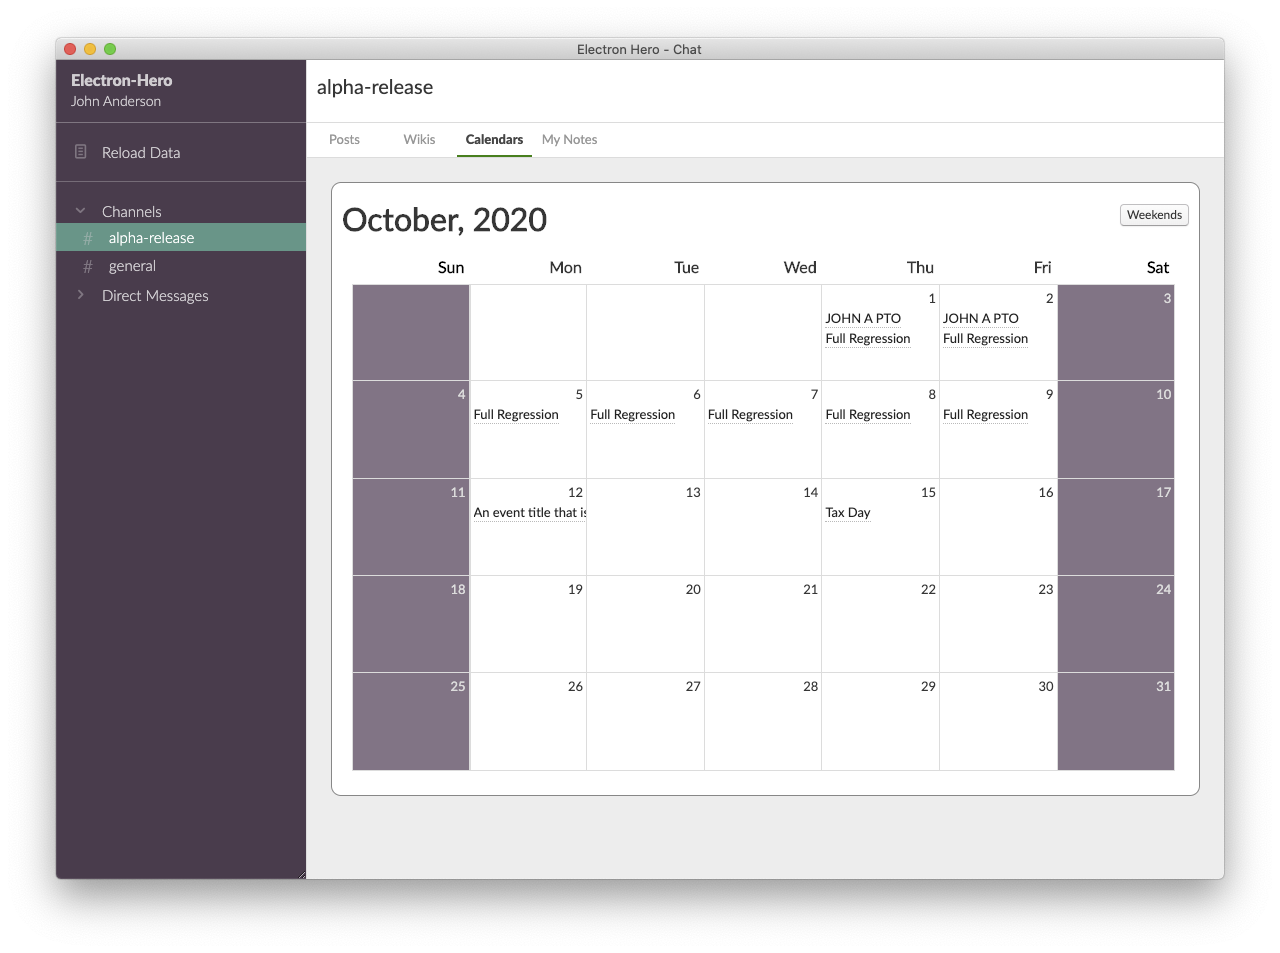 Electron Hero - Chat
Electron-Hero
John Anderson
Reload Data
Channels
# alpha-release
# general
Direct Messages
alpha-release
Posts Wikis Calendars My Notes
October, 2020
Weekends
Sun Mon Tue Wed Thu Fri Sat
1 2 3
JOHN A PTO JOHN A PTO
Full Regression Full Regression
4 5 6 7 8 9 10
Full Regression Full Regression Full Regression Full Regression Full Regression
11 12 13 14 15 16 17
An event title that is Tax Day
18 19 20 21 22 23 24
25 26 27 28 29 30 31